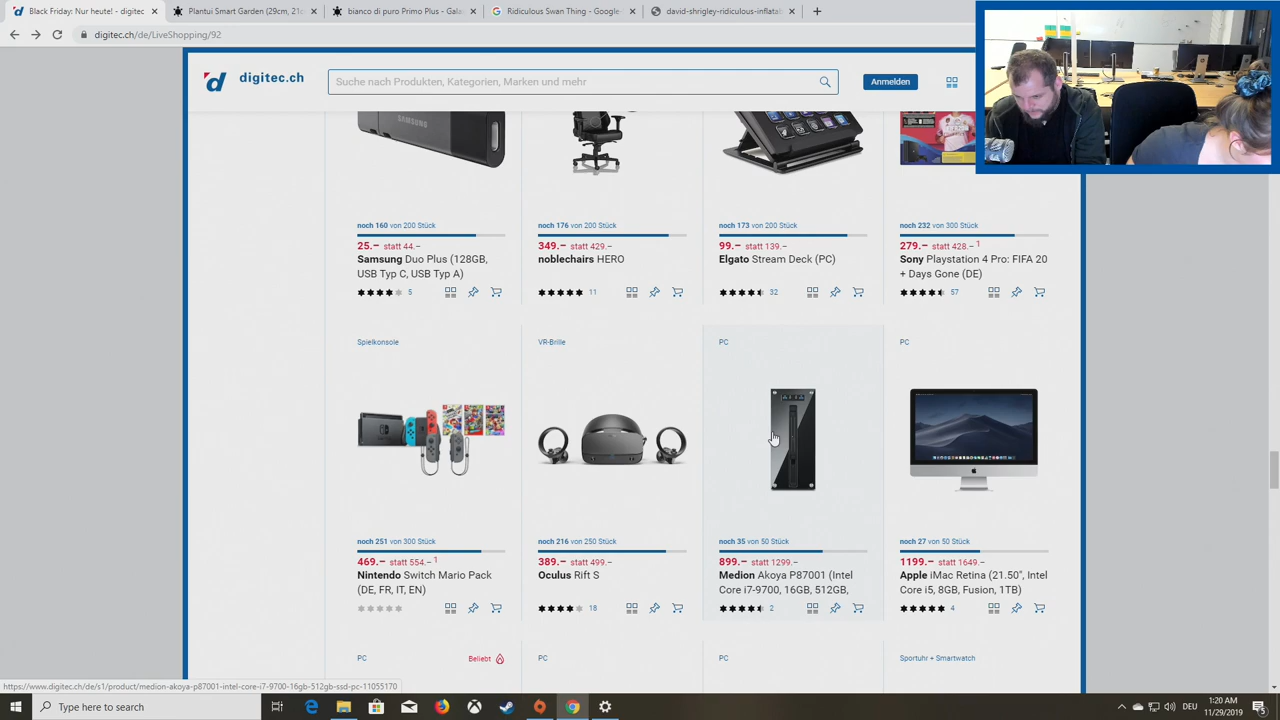 Black Friday: Nur heute! - digitec
Plantui Smart Garden (29cm, 21
Banco di puro Primo Plus - Gala
Ridiculous Swan Thing - Google-
david-shrigley-ridiculous-inflatab
digitec.ch/de/LiveShopping/92
digitec.ch
Suche nach Produkten, Kategorien, Marken und mehr
Anmelden
SAMSUNG
noch 160 von 200 Stück
25.– statt 44.–
Samsung Duo Plus (128GB,
USB Typ C, USB Typ A)
5
noch 176 von 200 Stück
349.– statt 429.–
noblechairs HERO
11
noch 173 von 200 Stück
99.– statt 139.–
Elgato Stream Deck (PC)
32
noch 232 von 300 Stück
279.– statt 428.– 1
Sony Playstation 4 Pro: FIFA 20
+ Days Gone (DE)
57
Spielkonsole
noch 251 von 300 Stück
469.– statt 554.– 1
Nintendo Switch Mario Pack
(DE, FR, IT, EN)
VR-Brille
noch 216 von 250 Stück
389.– statt 499.–
Oculus Rift S
18
PC
noch 35 von 50 Stück
899.– statt 1299.–
Medion Akoya P87001 (Intel
Core i7-9700, 16GB, 512GB,
2
PC
noch 27 von 50 Stück
1199.– statt 1649.–
Apple iMac Retina (21.50", Intel
Core i5, 8GB, Fusion, 1TB)
4
PC
Beliebt
PC
PC
Sportuhr + Smartwatch
https://www.digitec.ch/de/s1/product/medion-akoya-p87001-intel-core-i7-9700-16gb-512gb-ssd-pc-11055170
Type here to search
DEU
1:20 AM
11/29/2019
5